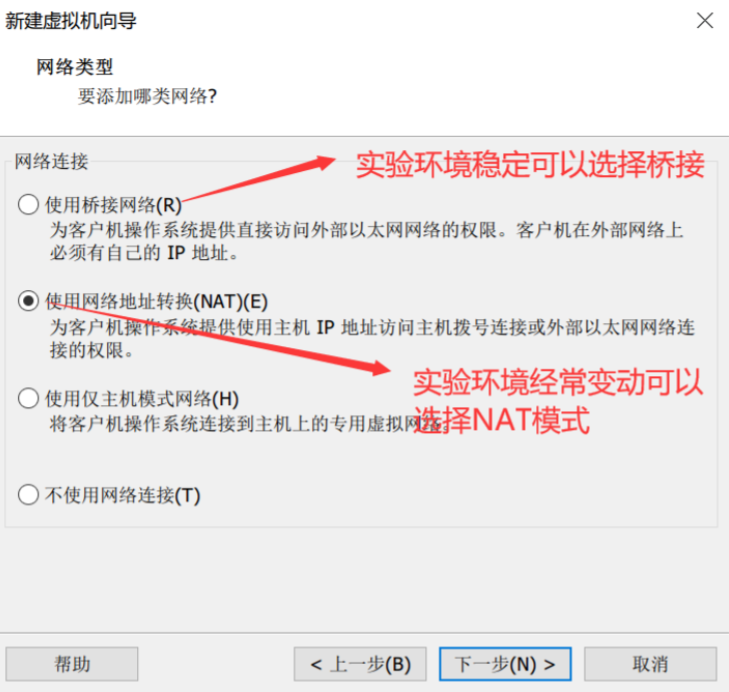 新建虚拟机向导
网络类型
要添加哪类网络?
网络连接
实验环境稳定可以选择桥接
使用桥接网络(R)
为客户机操作系统提供直接访问外部以太网网络的权限。客户机在外部网络上
必须有自己的 IP 地址。
使用网络地址转换(NAT)(E)
为客户机操作系统提供使用主机 IP 地址访问主机拨号连接或外部以太网网络连
接的权限。
实验环境经常变动可以
选择NAT模式
使用仅主机模式网络(H)
将客户机操作系统连接到主机上的专用虚拟网络。
不使用网络连接(T)
帮助
< 上一步(B)
下一步(N) >
取消